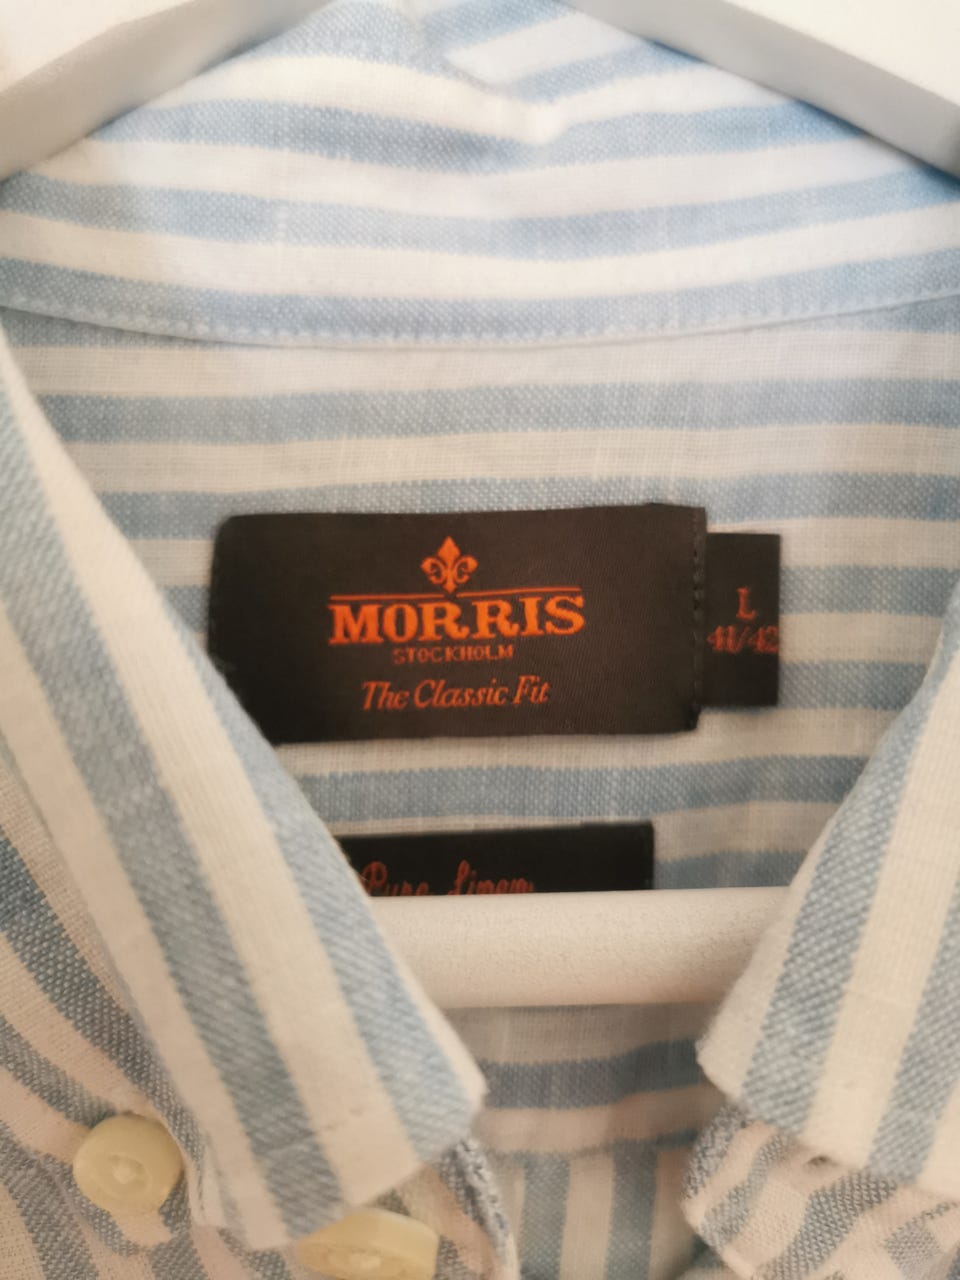 MORRIS
STOCKHOLM
The Classic Fit
L
41/42
Pure Linen